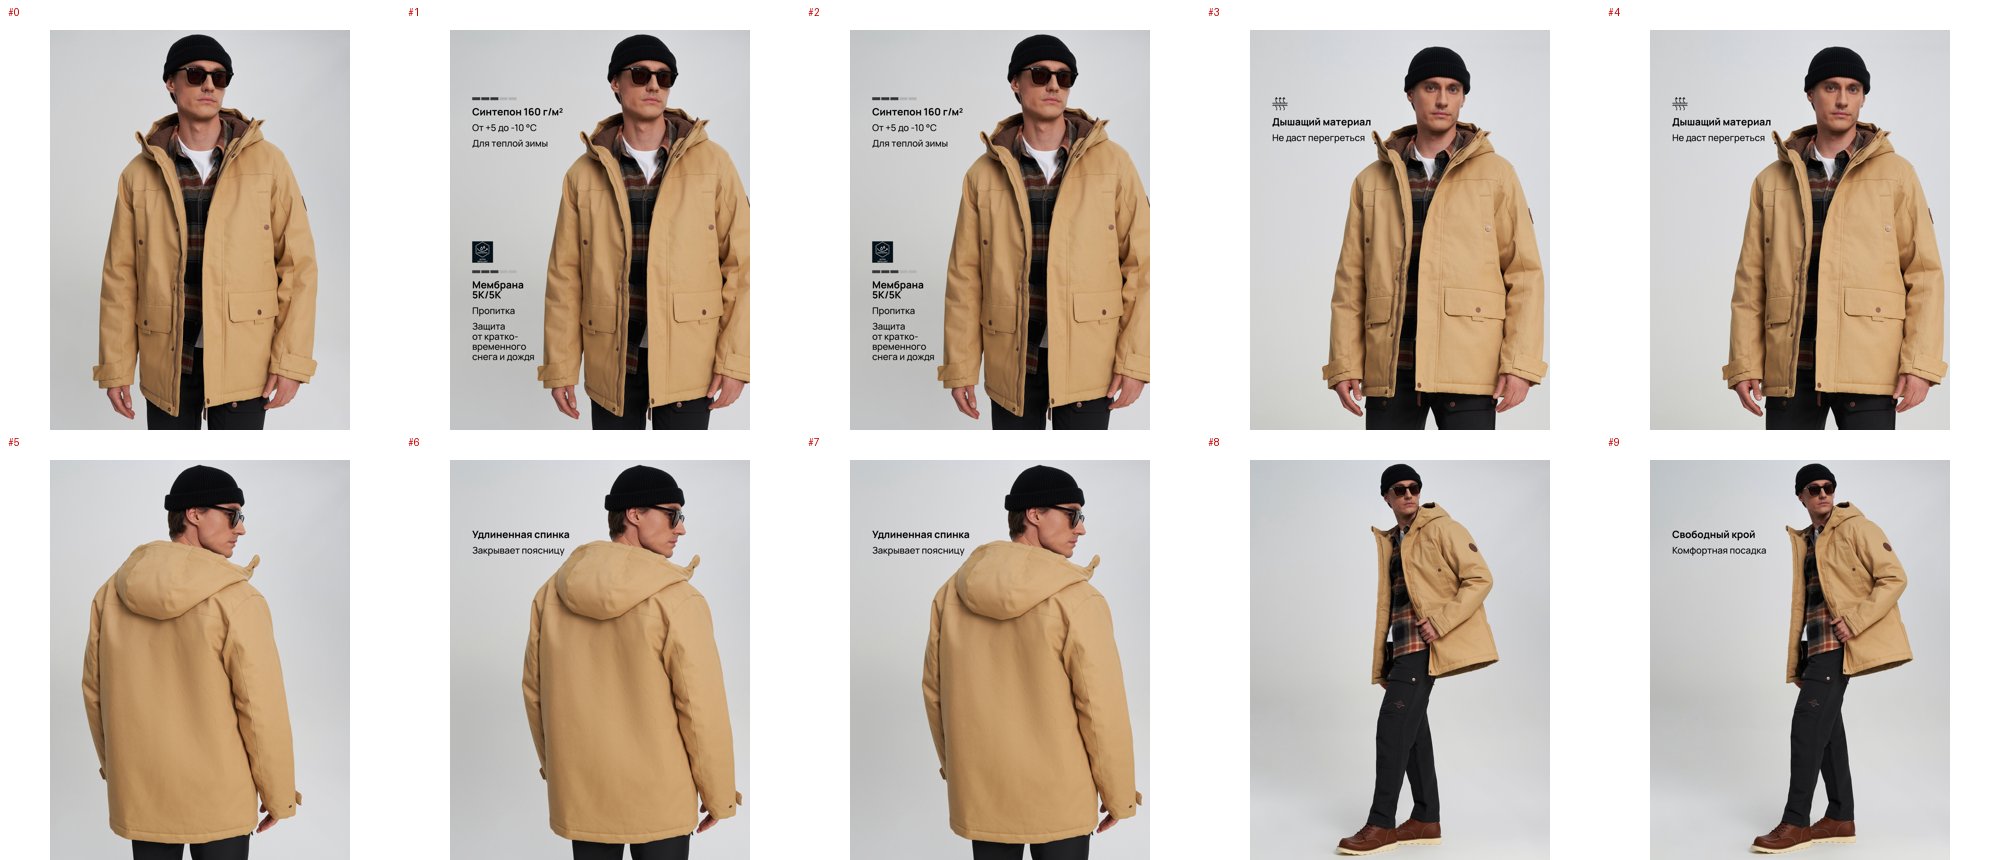 #0
#1
#2
#3
#4
Синтепон 160 г/м²
От +5 до -10 °C
Для теплой зимы
Мембрана
5K/5K
Пропитка
Защита
от кратко-
временного
снега и дождя
Синтепон 160 г/м²
От +5 до -10 °C
Для теплой зимы
Мембрана
5K/5K
Пропитка
Защита
от кратко-
временного
снега и дождя
Дышащий материал
Не даст перегреться
Дышащий материал
Не даст перегреться
#5
#6
#7
#8
#9
Удлиненная спинка
Закрывает поясницу
Удлиненная спинка
Закрывает поясницу
Свободный крой
Комфортная посадка